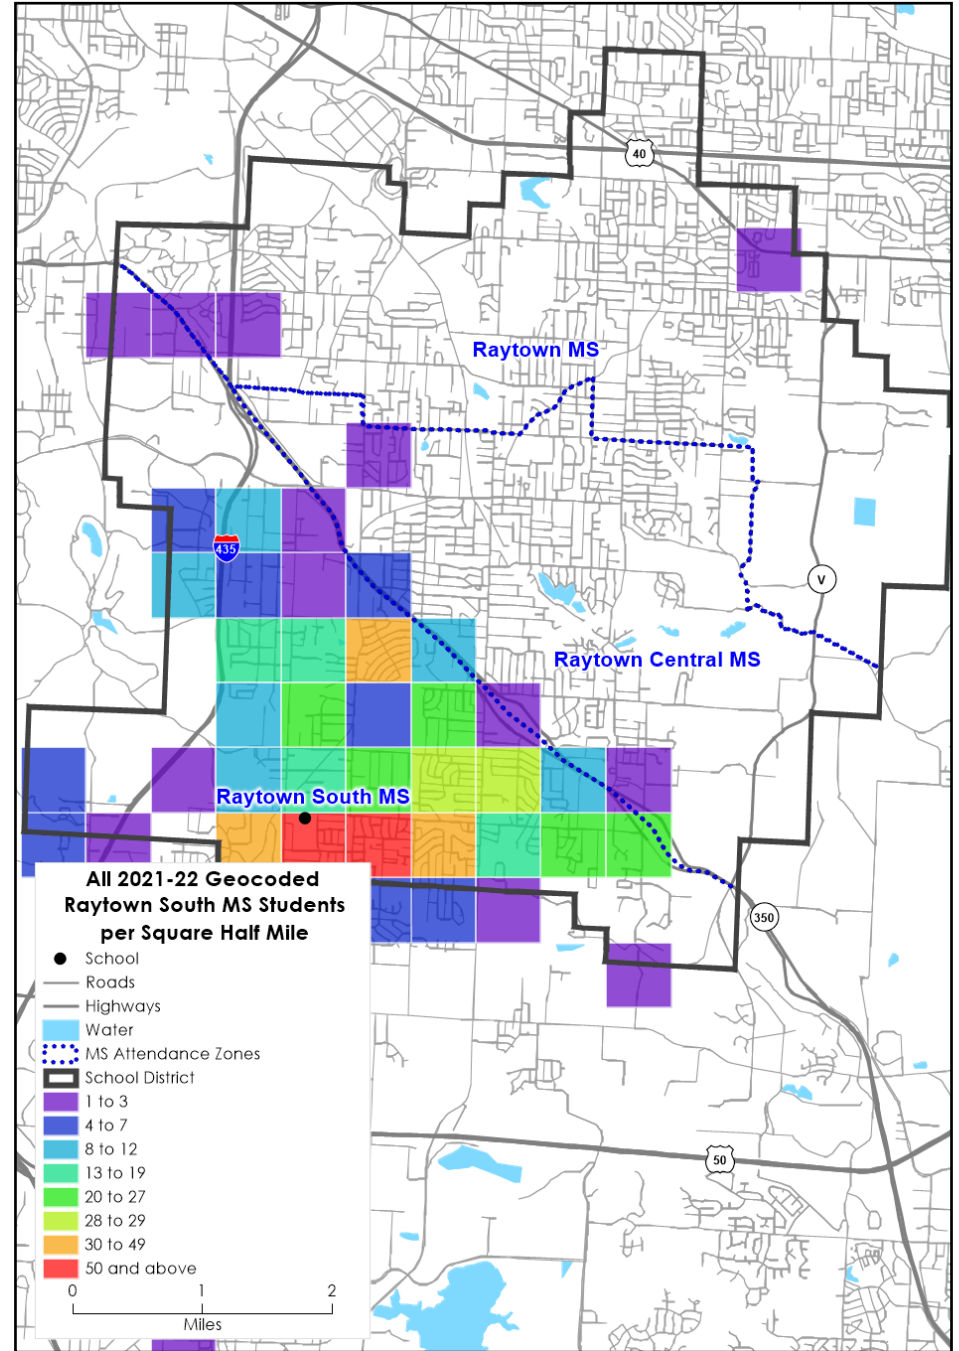 40
Raytown MS
435
V
Raytown Central MS
Raytown South MS
350
50
All 2021-22 Geocoded
Raytown South MS Students
per Square Half Mile
School
Roads
Highways
Water
MS Attendance Zones
School District
1 to 3
4 to 7
8 to 12
13 to 19
20 to 27
28 to 29
30 to 49
50 and above
0 1 2
Miles